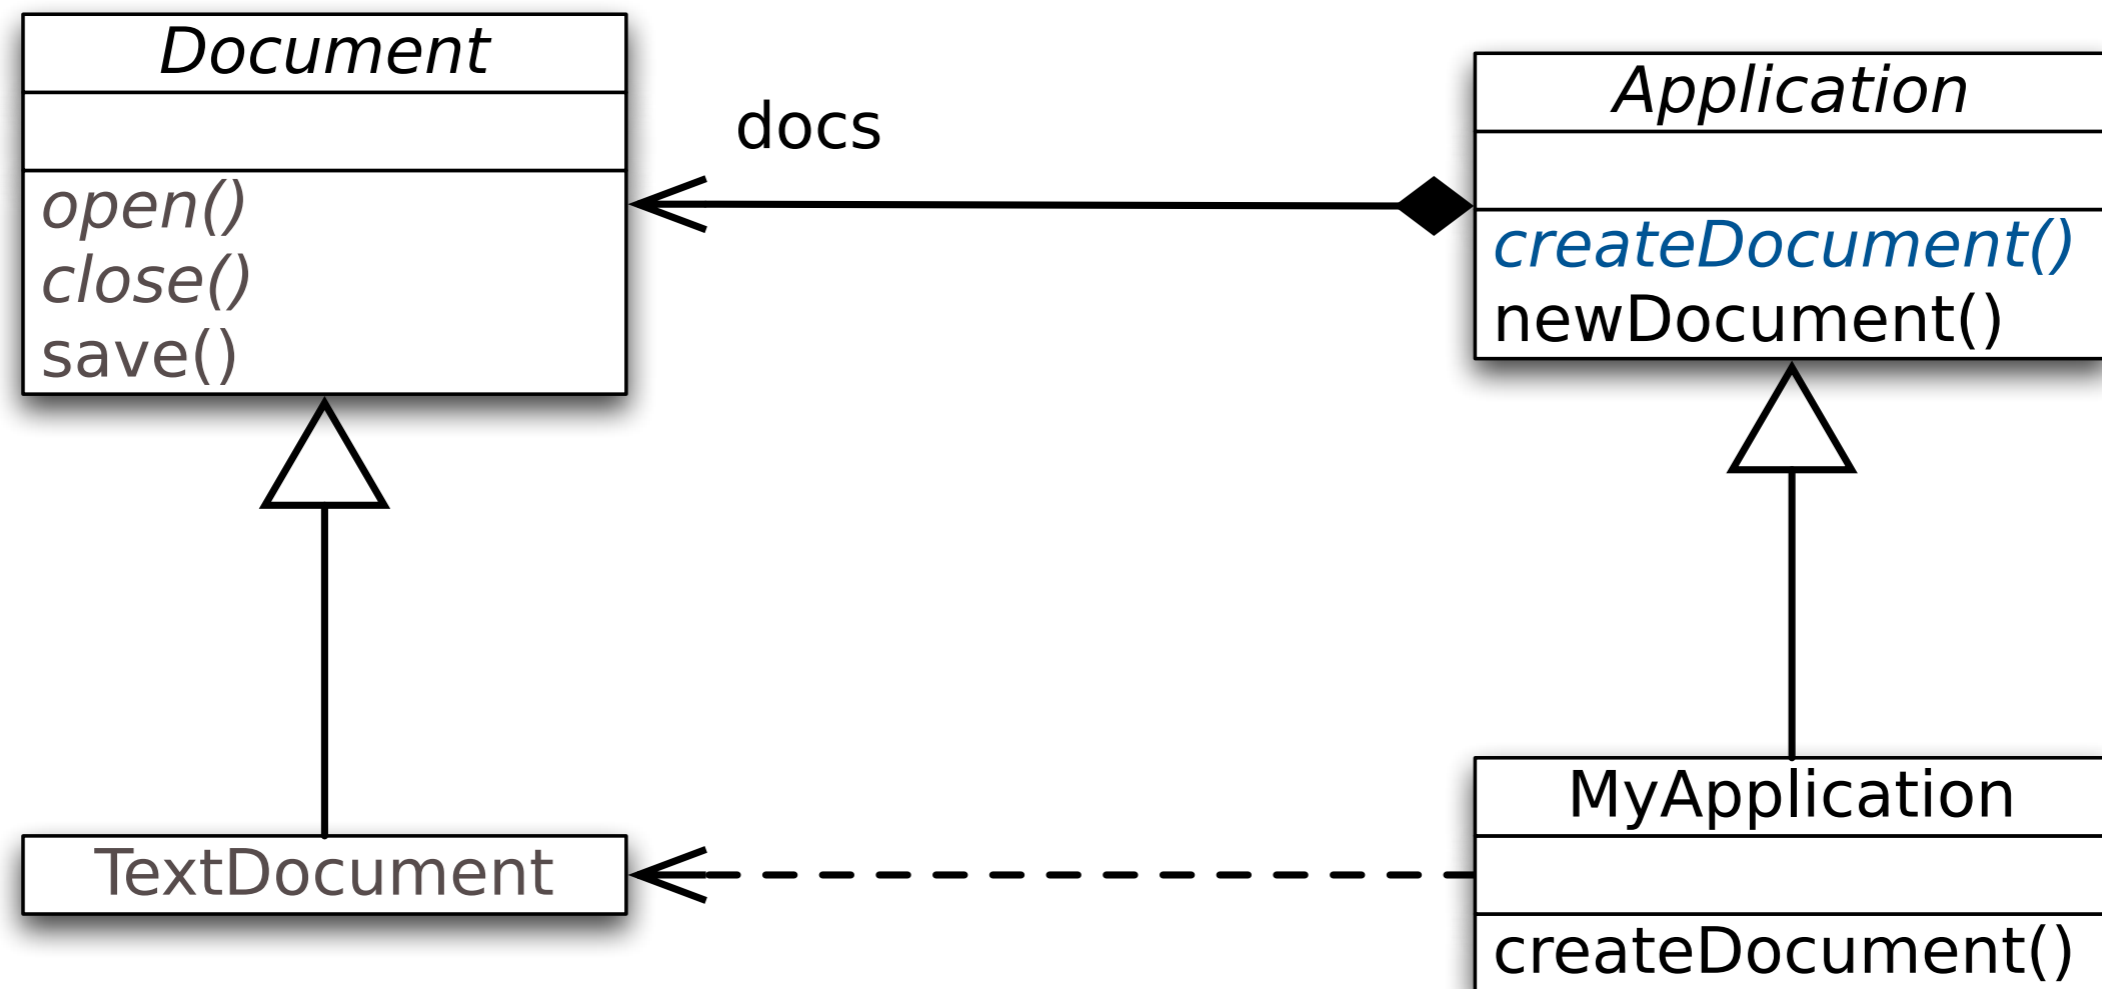 Document
open()
close()
save()
docs
Application
createDocument()
newDocument()
TextDocument
MyApplication
createDocument()